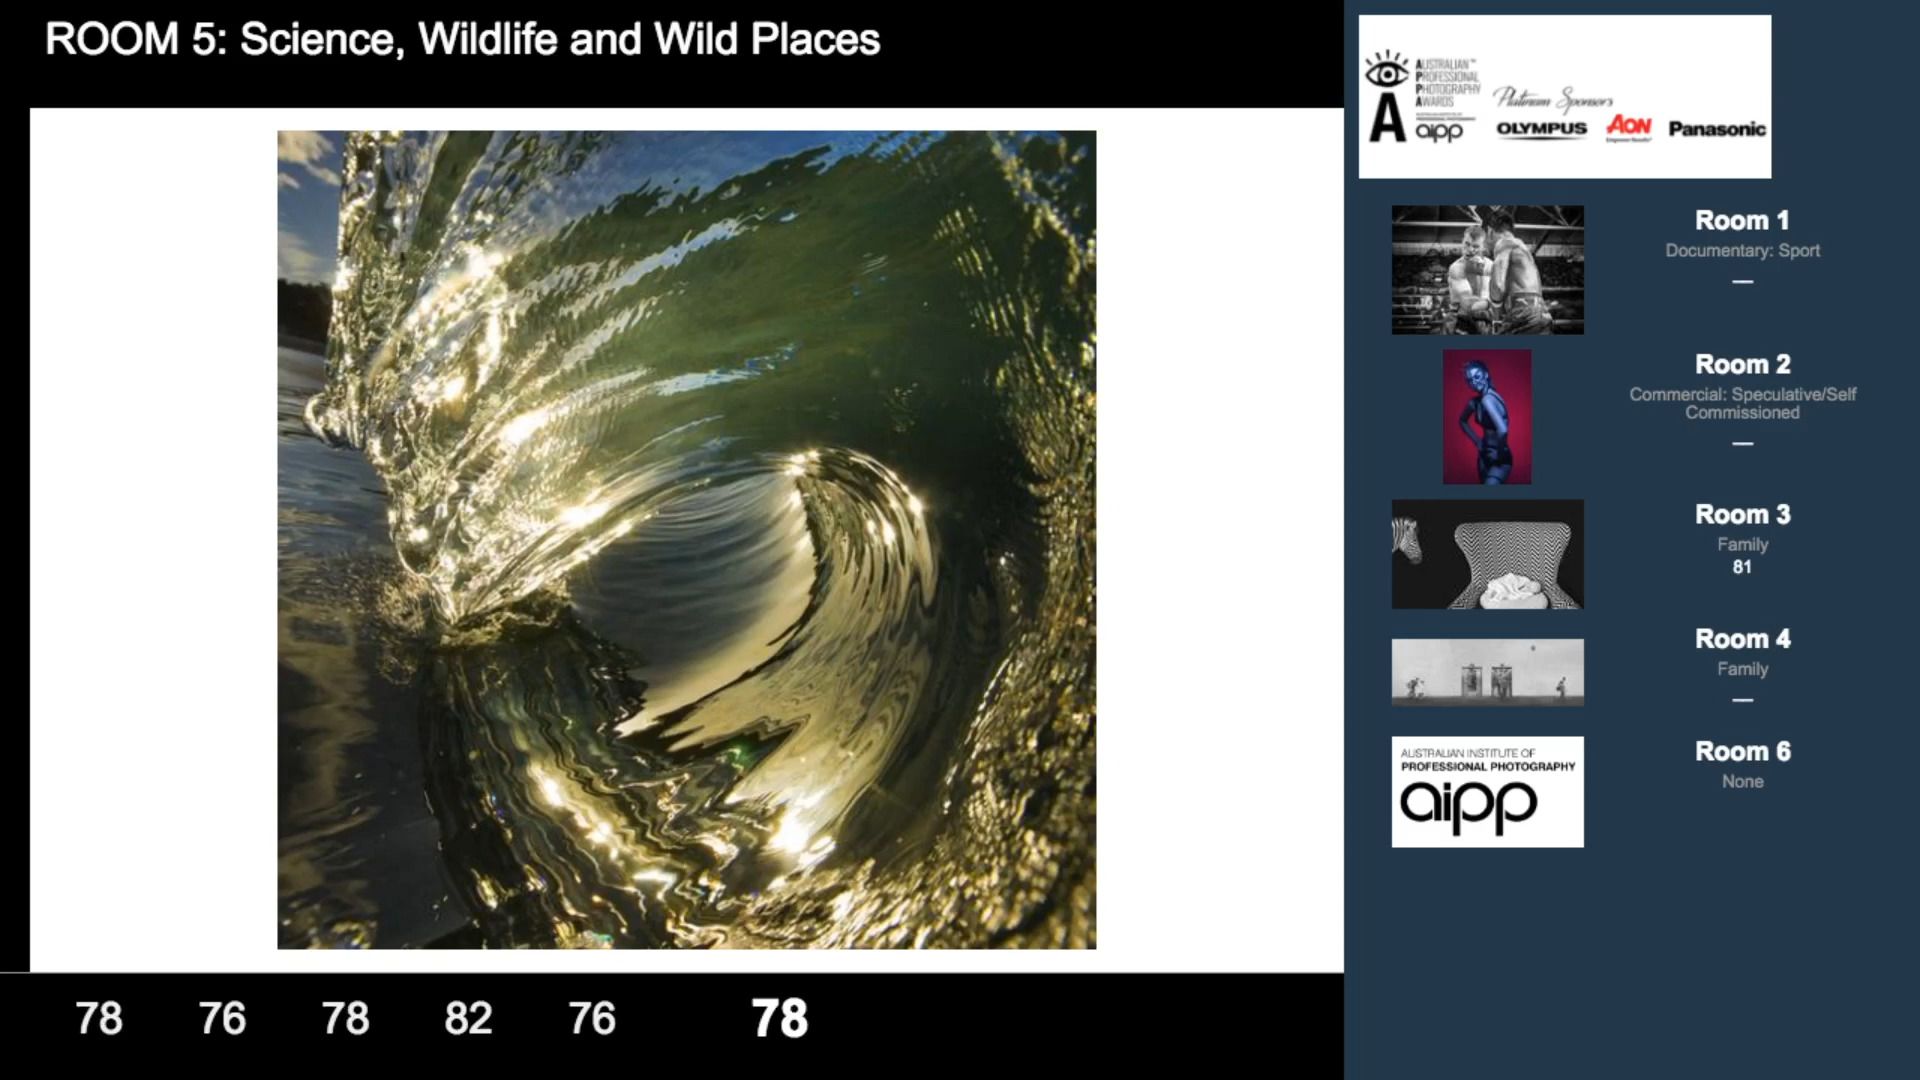 ROOM 5: Science, Wildlife and Wild Places
AUSTRALIAN™
PROFESSIONAL
PHOTOGRAPHY
AWARDS
aipp
Platinum Sponsors
OLYMPUS
AON
Panasonic
Room 1
Documentary: Sport
—
Room 2
Commercial: Speculative/Self
Commissioned
—
Room 3
Family
81
Room 4
Family
—
AUSTRALIAN INSTITUTE OF
PROFESSIONAL PHOTOGRAPHY
aipp
Room 6
None
78 76 78 82 76 78